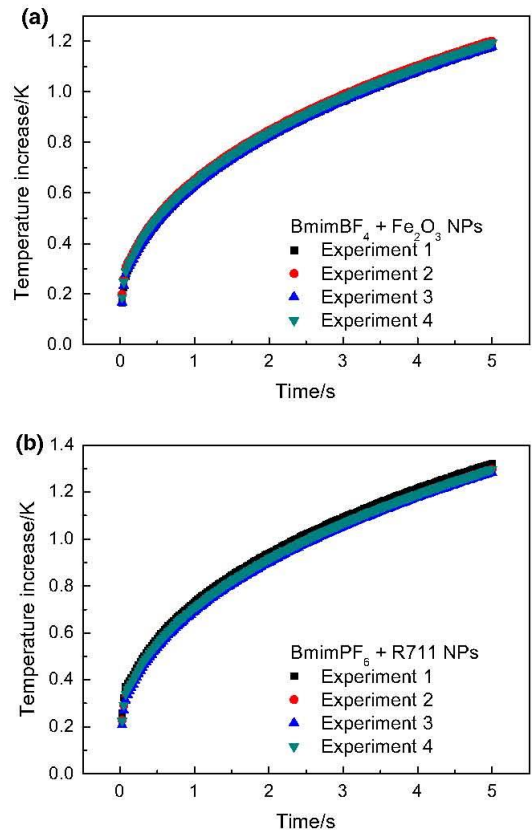 (a)
Temperature increase/K
1.2
1.0
0.8
0.6
0.4
0.2
0.0
BmimBF₄ + Fe₂O₃ NPs
Experiment 1
Experiment 2
Experiment 3
Experiment 4
0 1 2 3 4 5
Time/s
(b)
Temperature increase/K
1.4
1.2
1.0
0.8
0.6
0.4
0.2
0.0
BmimPF₆ + R711 NPs
Experiment 1
Experiment 2
Experiment 3
Experiment 4
0 1 2 3 4 5
Time/s